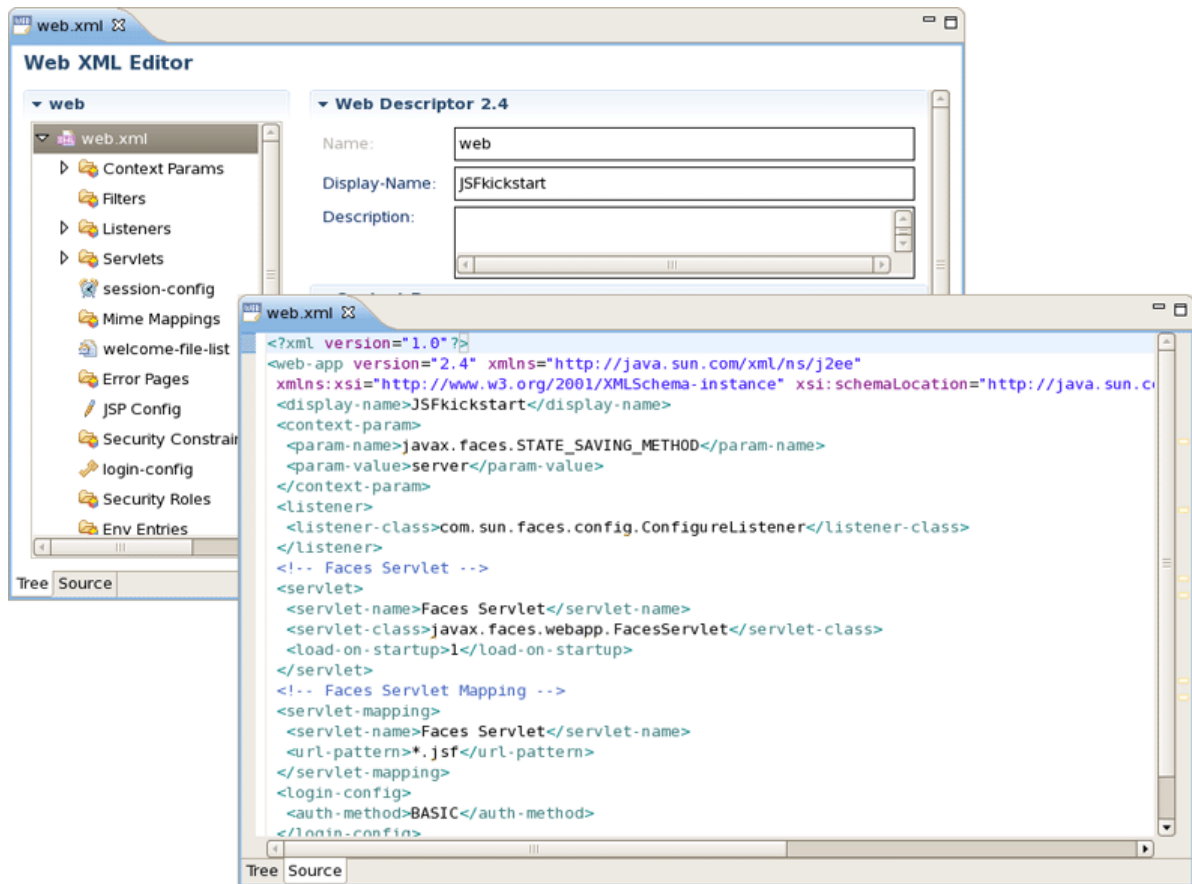 web.xml
Web XML Editor
web
web.xml
Context Params
Filters
Listeners
Servlets
session-config
Mime Mappings
welcome-file-list
Error Pages
JSP Config
Security Constrain
login-config
Security Roles
Env Entries
Tree Source
Web Descriptor 2.4
Name: web
Display-Name: JSFkickstart
Description:
web.xml
<?xml version="1.0"?>
<web-app version="2.4" xmlns="http://java.sun.com/xml/ns/j2ee"
xmlns:xsi="http://www.w3.org/2001/XMLSchema-instance" xsi:schemaLocation="http://java.sun.c
<display-name>JSFkickstart</display-name>
<context-param>
<param-name>javax.faces.STATE_SAVING_METHOD</param-name>
<param-value>server</param-value>
</context-param>
<listener>
<listener-class>com.sun.faces.config.ConfigureListener</listener-class>
</listener>
<!-- Faces Servlet -->
<servlet>
<servlet-name>Faces Servlet</servlet-name>
<servlet-class>javax.faces.webapp.FacesServlet</servlet-class>
<load-on-startup>1</load-on-startup>
</servlet>
<!-- Faces Servlet Mapping -->
<servlet-mapping>
<servlet-name>Faces Servlet</servlet-name>
<url-pattern>*.jsf</url-pattern>
</servlet-mapping>
<login-config>
<auth-method>BASIC</auth-method>
</login-config>
Tree Source